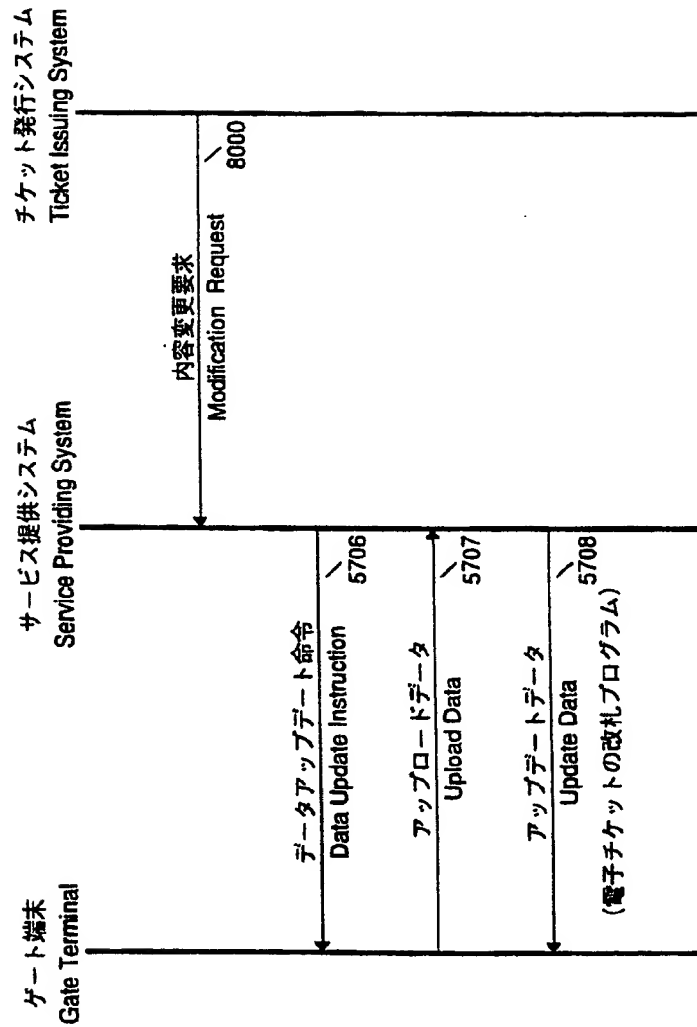 ゲート端末
Gate Terminal
サービス提供システム
Service Providing System
チケット発行システム
Ticket Issuing System
内容変更要求
Modification Request
8000
データアップデート命令
Data Update Instruction
5706
アップロードデータ
Upload Data
5707
アップデートデータ
Update Data
(電子チケットの改札プログラム)
5708